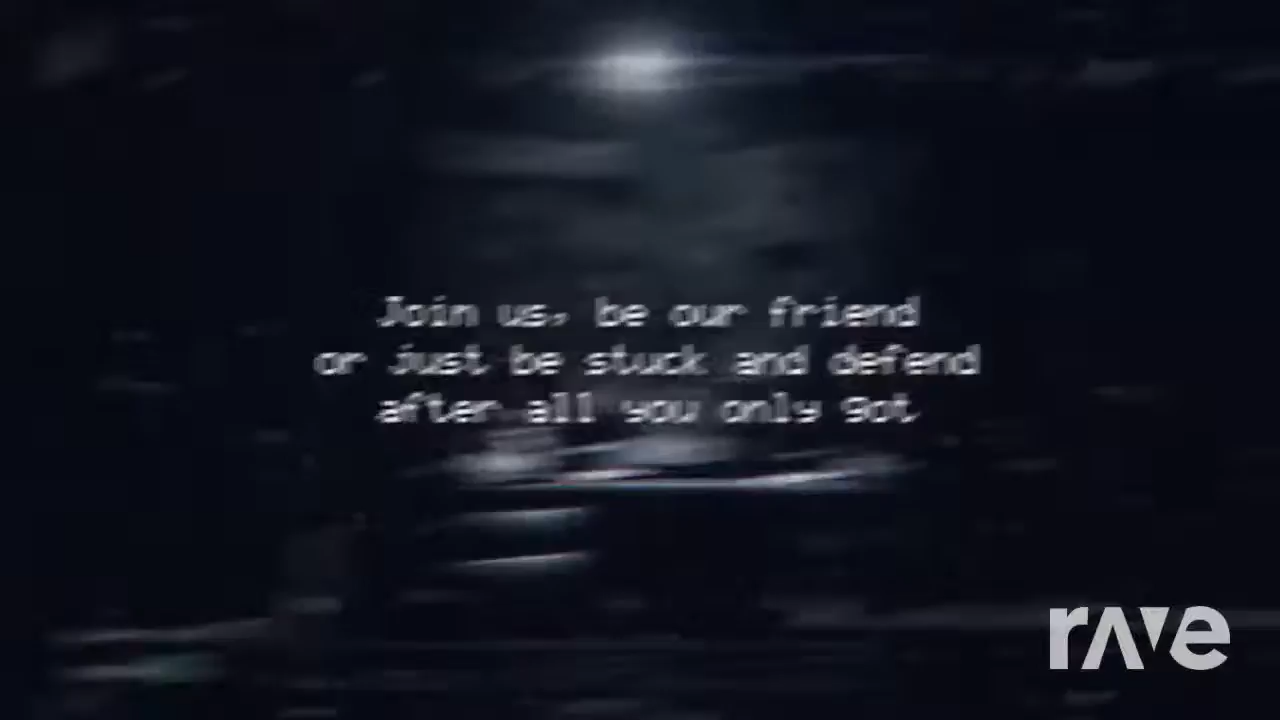 Join us, be our friend
or just be stuck and defend
after all you only got
rave